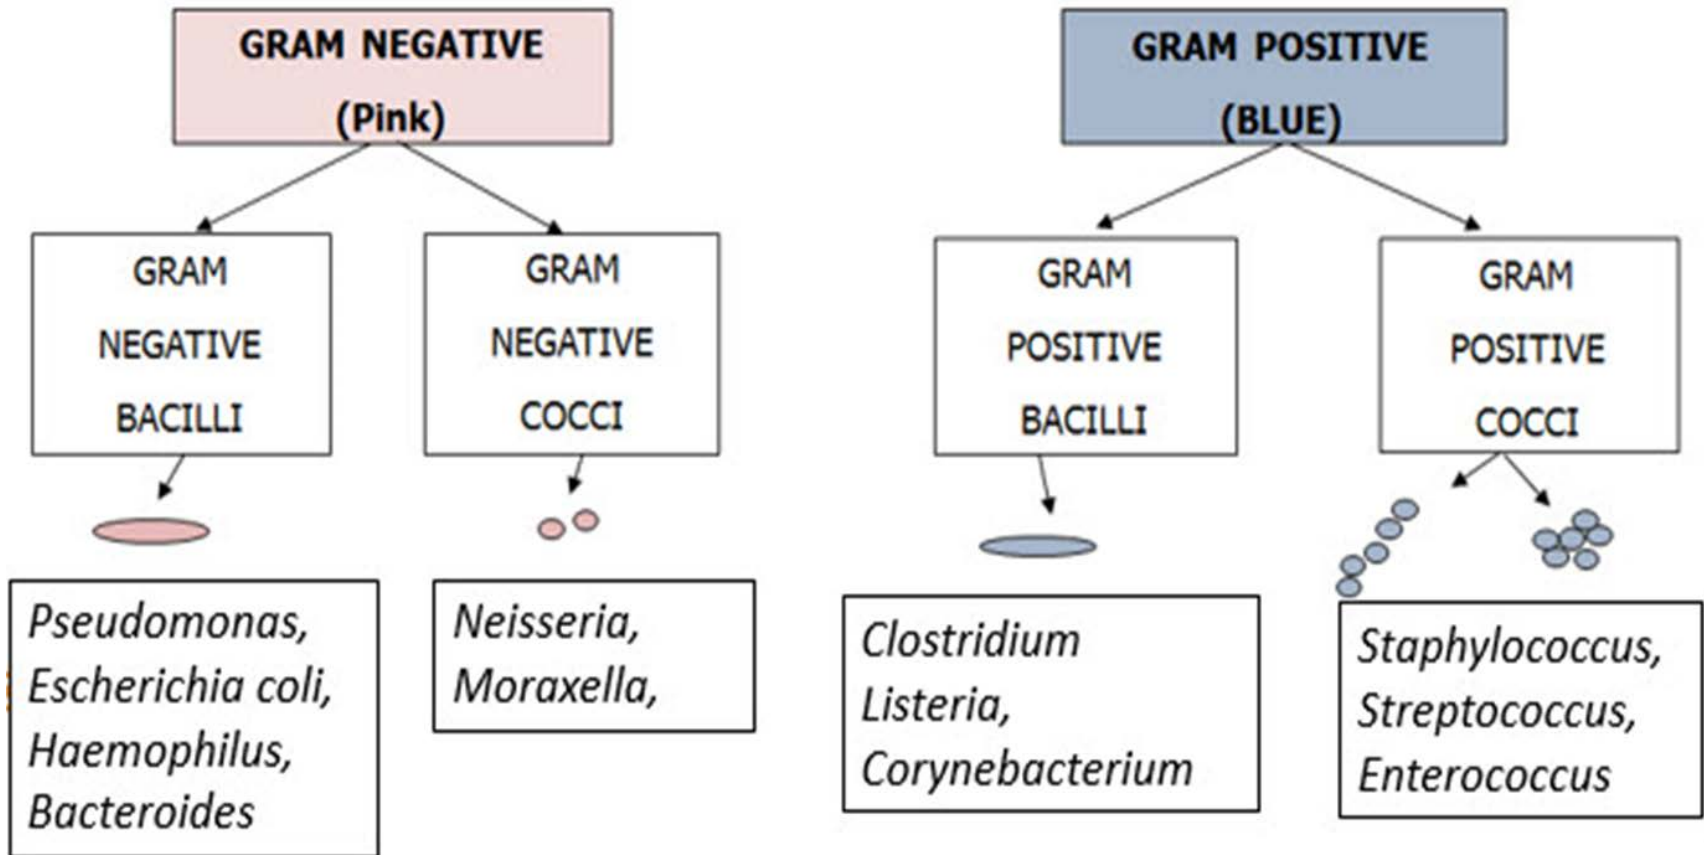 GRAM NEGATIVE
(Pink)
GRAM POSITIVE
(BLUE)
GRAM
NEGATIVE
BACILLI
GRAM
NEGATIVE
COCCI
GRAM
POSITIVE
BACILLI
GRAM
POSITIVE
COCCI
Pseudomonas,
Escherichia coli,
Haemophilus,
Bacteroides
Neisseria,
Moraxella,
Clostridium
Listeria,
Corynebacterium
Staphylococcus,
Streptococcus,
Enterococcus